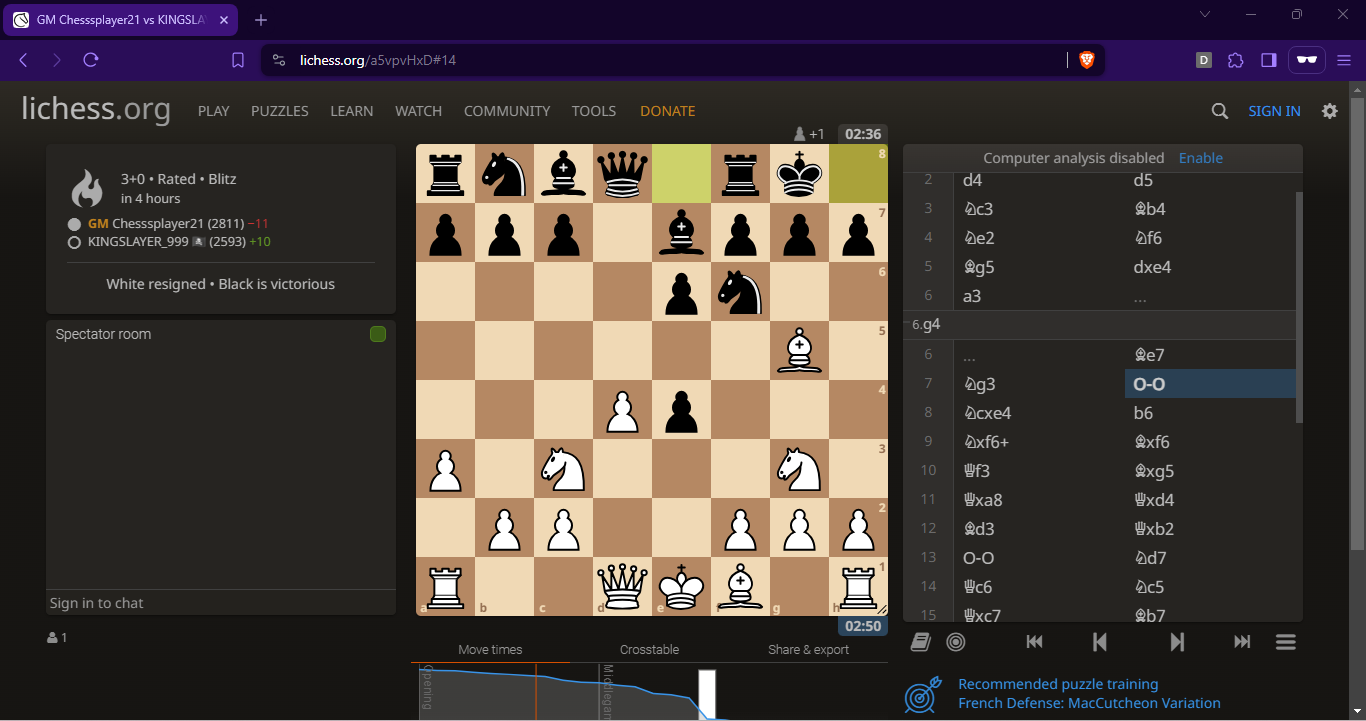 GM Chesssplayer21 vs KINGSLA
lichess.org/a5vpvHxD#14
D
lichess.org
PLAY PUZZLES LEARN WATCH COMMUNITY TOOLS DONATE
SIGN IN
3+0 • Rated • Blitz
in 4 hours
GM Chesssplayer21 (2811) −11
KINGSLAYER_999 (2593) +10
White resigned • Black is victorious
Spectator room
Sign in to chat
1
+1 02:36
8
7
6
5
4
3
2
1
a b c d e f g h
02:50
Move times Crosstable Share & export
Opening
Middlegam
Computer analysis disabled Enable
2 d4 d5
3 ♘c3 ♗b4
4 ♘e2 ♘f6
5 ♗g5 dxe4
6 a3 ...
6.g4
6 ... ♗e7
7 ♘g3 O-O
8 ♘cxe4 b6
9 ♘xf6+ ♗xf6
10 ♕f3 ♗xg5
11 ♕xa8 ♕xd4
12 ♗d3 ♕xb2
13 O-O ♘d7
14 ♕c6 ♘c5
15 ♕xc7 ♗b7
Recommended puzzle training
French Defense: MacCutcheon Variation